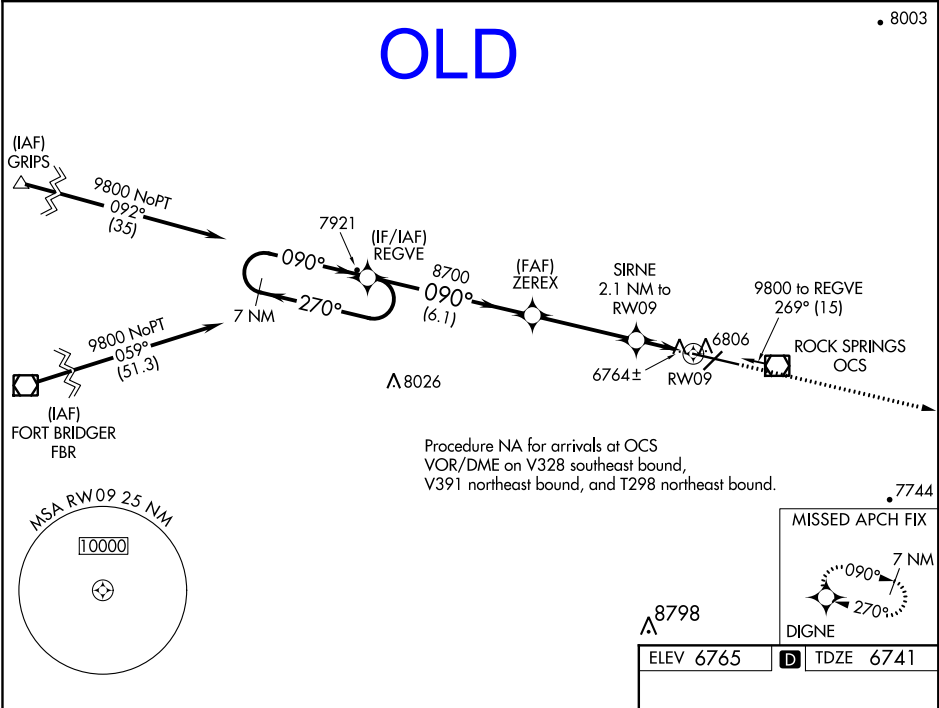 8003
OLD
(IAF)
GRIPS
9800 NoPT
092°
(35)
7921
(IF/IAF)
REGVE
090°
8700
090°
(6.1)
(FAF)
ZEREX
SIRNE
2.1 NM to
RW09
9800 to REGVE
269° (15)
270°
7 NM
9800 NoPT
059°
(51.3)
6806
ROCK SPRINGS
OCS
6764±
RW09
8026
(IAF)
FORT BRIDGER
FBR
Procedure NA for arrivals at OCS
VOR/DME on V328 southeast bound,
V391 northeast bound, and T298 northeast bound.
7744
MSA RW09 25 NM
10000
MISSED APCH FIX
7 NM
090°
270°
DIGNE
8798
ELEV 6765 D TDZE 6741